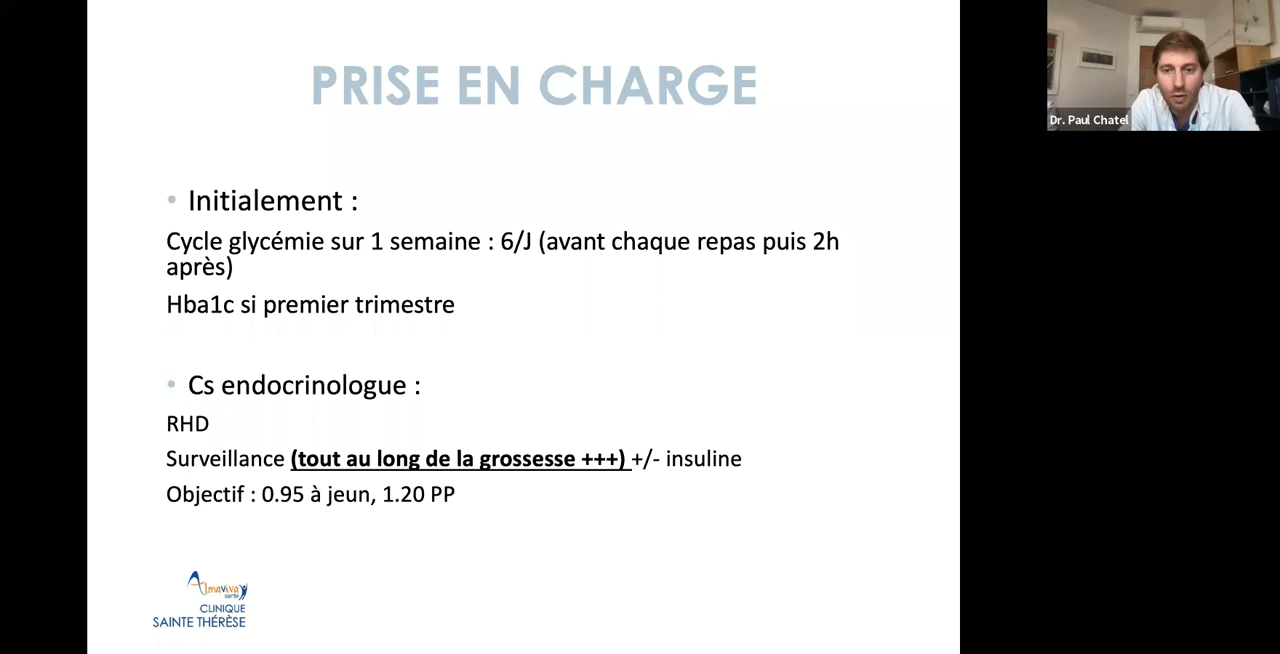 PRISE EN CHARGE
Dr. Paul Chatel
• Initialement :
Cycle glycémie sur 1 semaine : 6/J (avant chaque repas puis 2h
après)
Hba1c si premier trimestre
• Cs endocrinologue :
RHD
Surveillance (tout au long de la grossesse +++) +/- insuline
Objectif : 0.95 à jeun, 1.20 PP
Almaviva
santé
CLINIQUE
SAINTE THÉRÈSE